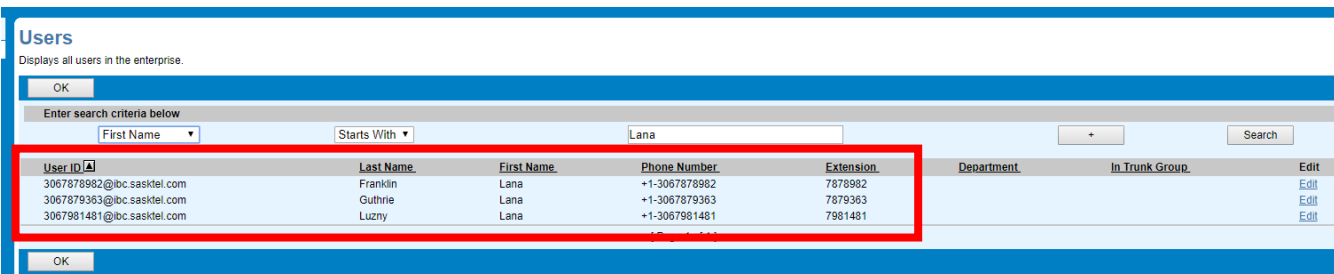 Users
Displays all users in the enterprise.
OK
Enter search criteria below
First Name Starts With Lana + Search
User ID Last Name First Name Phone Number Extension Department In Trunk Group Edit
3067878982@ibc.sasktel.com Franklin Lana +1-3067878982 7878982 Edit
3067879363@ibc.sasktel.com Guthrie Lana +1-3067879363 7879363 Edit
3067981481@ibc.sasktel.com Luzny Lana +1-3067981481 7981481 Edit
OK